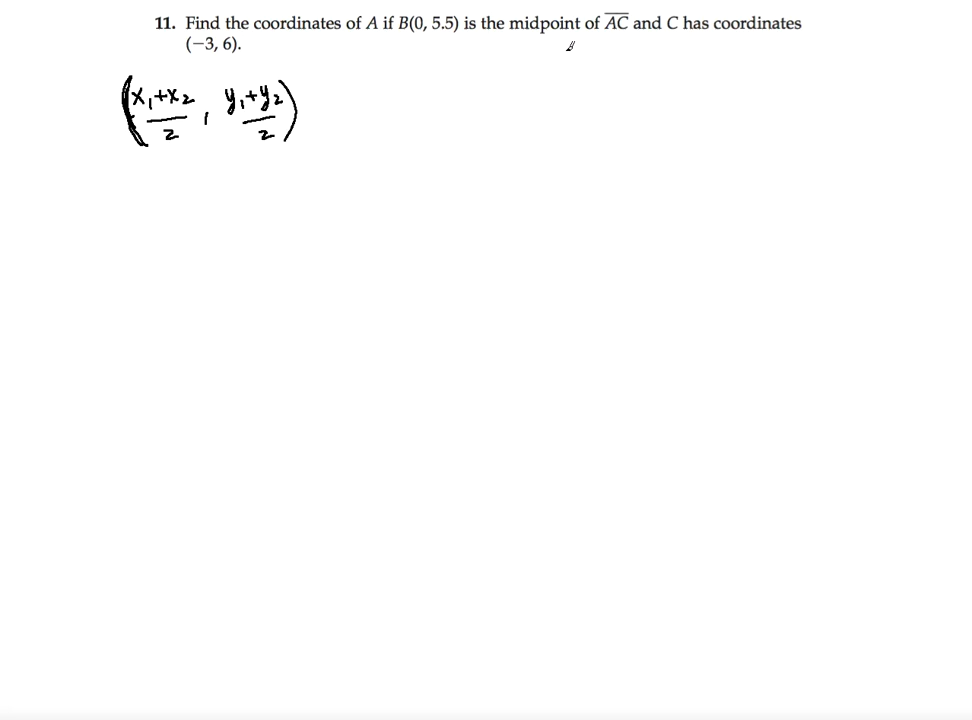 11. Find the coordinates of A if B(0, 5.5) is the midpoint of A̅C̅ and C has coordinates
(−3, 6).
(x₁+x₂/2, y₁+y₂/2)